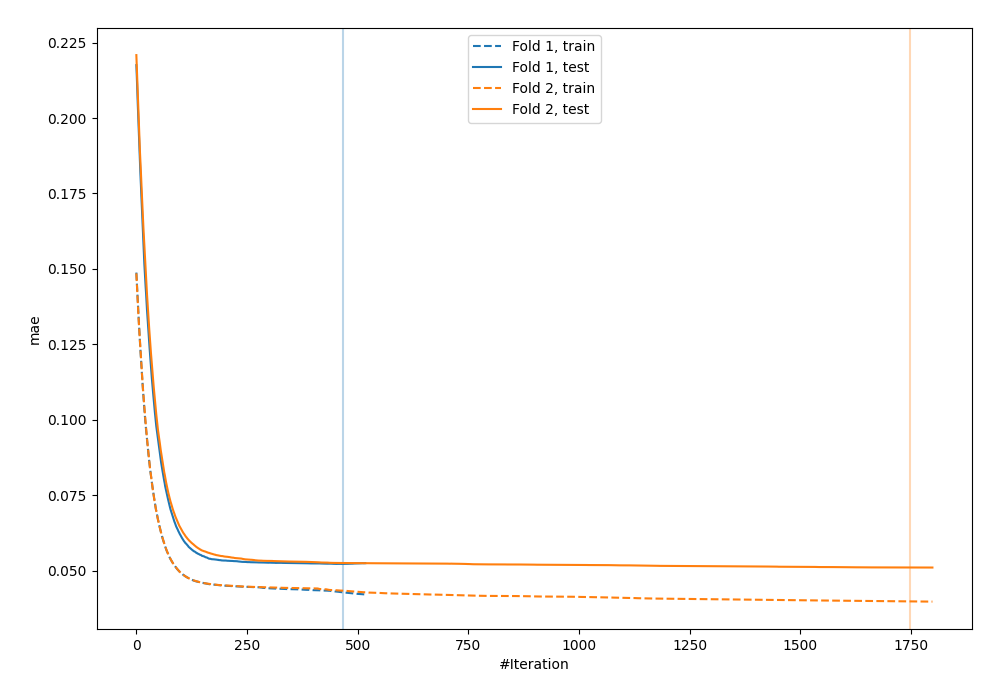 0.225
0.200
0.175
0.150
0.125
0.100
0.075
0.050
mae
Fold 1, train
Fold 1, test
Fold 2, train
Fold 2, test
0 250 500 750 1000 1250 1500 1750
#Iteration